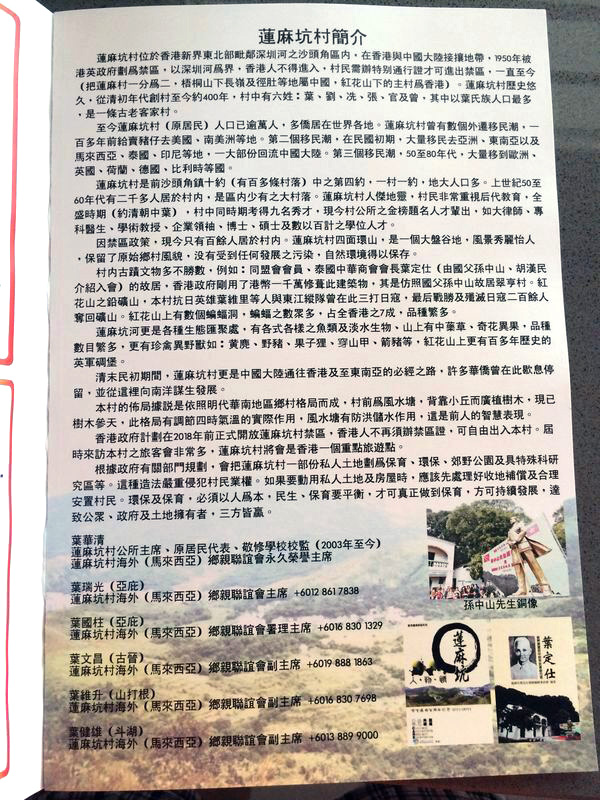 蓮麻坑村簡介
蓮麻坑村位於香港新界東北部毗鄰深圳河之沙頭角區內，在香港與中國大陸接攘地帶，1950年被
港英政府劃爲禁區，以深圳河爲界，香港人不得進入，村民需辦特別通行證才可進出禁區，一直至今
（把蓮麻村一分爲二，梧桐山下長嶺及徑肚等地屬中國，紅花山下的主村爲香港）。蓮麻坑村歷史悠
久，從清初年代創村至今約400年，村中有六姓：葉、劉、冼、張、官及曾，其中以葉氏族人口最多
，是一條古老客家村。
至今蓮麻坑村（原居民）人口已逾萬人，多僑居在世界各地。蓮麻坑村曾有數個外遷移民潮，一
百多年前給賣豬仔去美國、南美洲等地。第二個移民潮，在民國初期，大量移民去亞洲、東南亞以及
馬來西亞、泰國、印尼等地，一大部份回流中國大陸。第三個移民潮，50至80年代，大量移到歐洲、
英國、荷蘭、德國、比利時等國。
蓮麻坑村是前沙頭角鎮十約（有百多條村落）中之第四約，一村一約，地大人口多。上世紀50至
60年代有二千多人居於村內，是區內少有之大村落。蓮麻坑村人傑地靈，村民非常重視后代教育，全
盛時期（約清朝中葉），村中同時期考得九名秀才，現今村公所之金榜題名人才輩出，如大律師、專
科醫生、學術教授、企業領袖、博士、碩士及數以百計之學位人才。
因禁區政策，現今只有百餘人居於村內。蓮麻坑村四面環山，是一個大盤谷地，風景秀麗怡人
，保留了原始鄉村風貌，没有受到任何發展之污染，自然環境得以保存。
村内古蹟文物多不勝數，例如：同盟會會員、泰國中華商會會長葉定仕（由國父孫中山、胡漢民
介紹入會）的故居，香港政府剛用了港幣一千萬修葺此建築物，其是仿照國父孫中山故居翠亨村。紅
花山之鉛礦山，本村抗日英雄葉維里等人與東江縱隊曾在此三打日寇，最后戰勝及殲滅日寇二百餘人
奪回礦山。紅花山上有數個蝙蝠洞，蝙蝠之數眾多，占全香港之7成，品種繁多。
蓮麻坑河更是各種生態匯聚處，有各式各樣之魚類及淡水生物、山上有中藥草、奇花異果，品種
數目繁多，更有珍禽異野獸如：黄麂、野豬、果子貍、穿山甲、箭豬等，紅花山上更有百多年歷史的
英軍碉堡。
清末民初期間，蓮麻坑村更是中國大陸通往香港及至東南亞的必經之路，許多華僑曾在此歇息停
留，並從這裡向南洋謀生發展。
本村的佈局據說是依照明代華南地區鄉村格局而成，村前爲風水塘，背靠小丘而廣植樹木，現已
樹木參天，此格局有調節四時氣溫的實際作用，風水塘有防洪儲水作用，這是前人的智慧表現。
香港政府計劃在2018年前正式開放蓮麻坑村禁區，香港人不再須辦禁區證，可自由出入本村。屆
時來訪本村之旅客會非常多，蓮麻坑村將會是香港一個重點旅遊點。
根據政府有關部門規劃，會把蓮麻坑村一部份私人土地劃爲保育、環保、郊野公園及具特殊科研
究區等。這種造法嚴重侵犯村民業權。如果要動用私人土地及房屋時，應該先處理好收地補償及合理
安置村民。環保及保育，必須以人爲本，民生、保育要平衡，才可真正做到保育，方可持續發展，達
致公眾、政府及土地擁有者，三方皆贏。
葉華清
蓮麻坑村公所主席、原居民代表、敬修學校校監（2003年至今）
蓮麻坑村海外（馬來西亞）鄉親聯誼會永久榮譽主席
葉瑞光（亞庇）
蓮麻坑村海外（馬來西亞）鄉親聯誼會主席 +6012 861 7838
孫中山先生銅像
葉國柱（亞庇）
蓮麻坑村海外（馬來西亞）鄉親聯誼會署理主席 +6016 830 1329
葉文昌（古晉）
蓮麻坑村海外（馬來西亞）鄉親聯誼會副主席 +6019 888 1863
葉維升（山打根）
蓮麻坑村海外（馬來西亞）鄉親聯誼會副主席 +6016 830 7698
葉健雄（斗湖）
蓮麻坑村海外（馬來西亞）鄉親聯誼會副主席 +6013 889 9000
蓮麻坑
人・物・頌
葉定仕